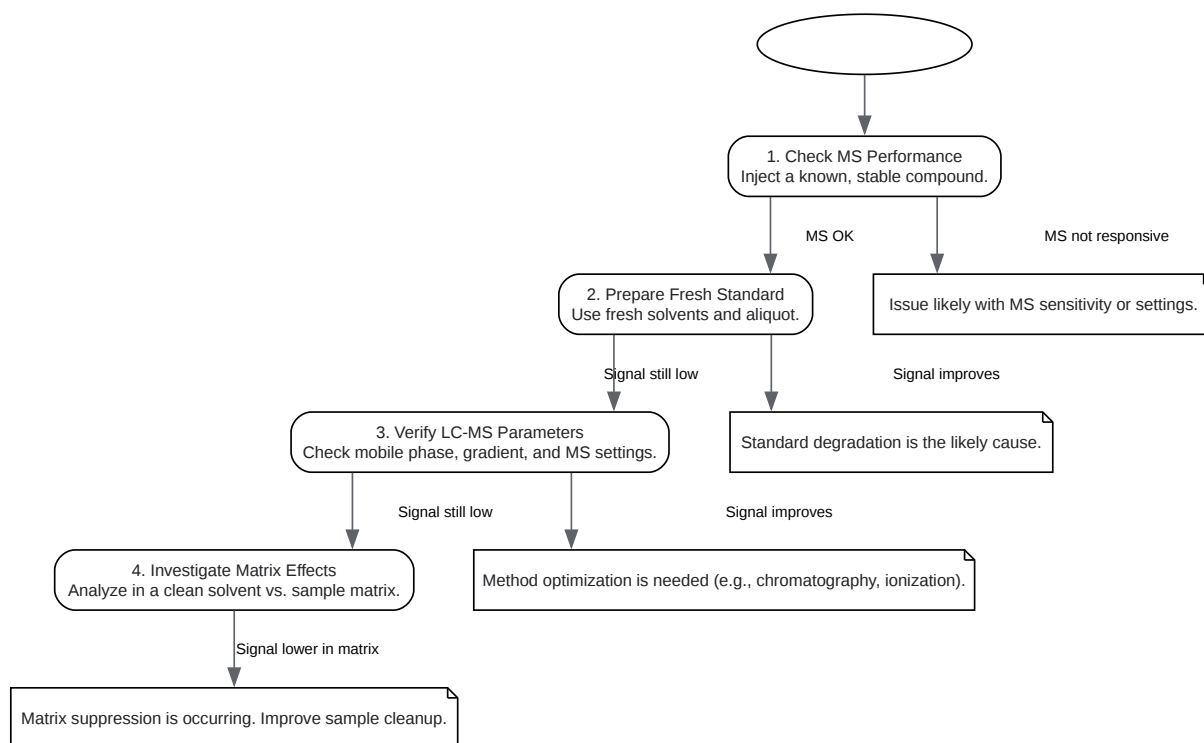 1. Check MS Performance
Inject a known, stable compound.
MS OK
MS not responsive
2. Prepare Fresh Standard
Use fresh solvents and aliquot.
Issue likely with MS sensitivity or settings.
Signal still low
Signal improves
3. Verify LC-MS Parameters
Check mobile phase, gradient, and MS settings.
Standard degradation is the likely cause.
Signal still low
Signal improves
4. Investigate Matrix Effects
Analyze in a clean solvent vs. sample matrix.
Method optimization is needed (e.g., chromatography, ionization).
Signal lower in matrix
Matrix suppression is occurring. Improve sample cleanup.